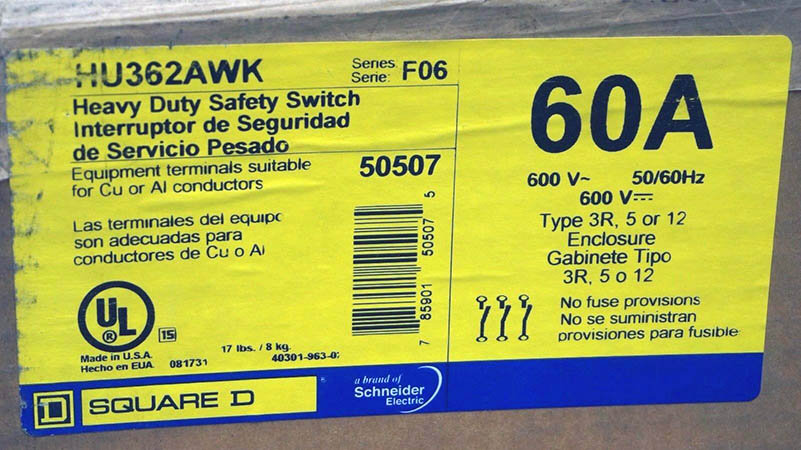 HU362AWK
Series:
Serie: F06
Heavy Duty Safety Switch
Interruptor de Seguridad
de Servicio Pesado
Equipment terminals suitable
for Cu or Al conductors
50507
Las terminales del equipo
son adecuadas para
conductores de Cu o Al
7 85901 50507 5
UL
®
15
Made in U.S.A.
Hecho en EUA
081731
17 lbs. / 8 kg.
40301-963-02
60A
600 V~ 50/60Hz
600 V⎓
Type 3R, 5 or 12
Enclosure
Gabinete Tipo
3R, 5 o 12
No fuse provisions
No se suministran
provisiones para fusible
D SQUARE D ®
a brand of
Schneider
Electric